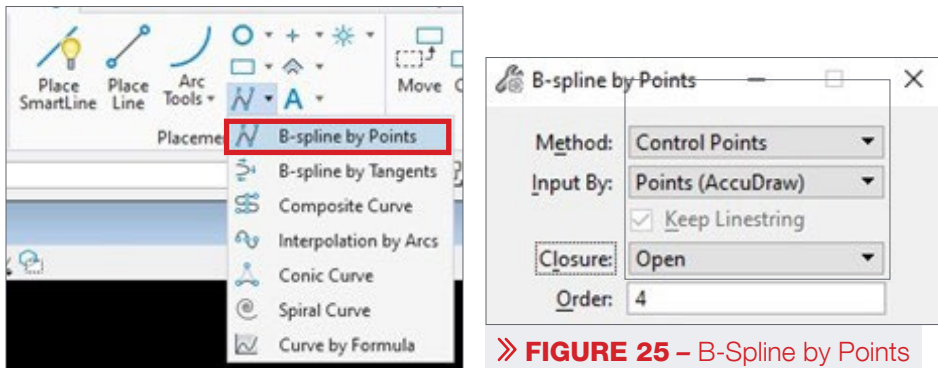 Place SmartLine
Place Line
Arc Tools
Move
Placeme
B-spline by Points
B-spline by Tangents
Composite Curve
Interpolation by Arcs
Conic Curve
Spiral Curve
Curve by Formula
B-spline by Points
Method: Control Points
Input By: Points (AccuDraw)
Keep Linestring
Closure: Open
Order: 4
» FIGURE 25 – B-Spline by Points